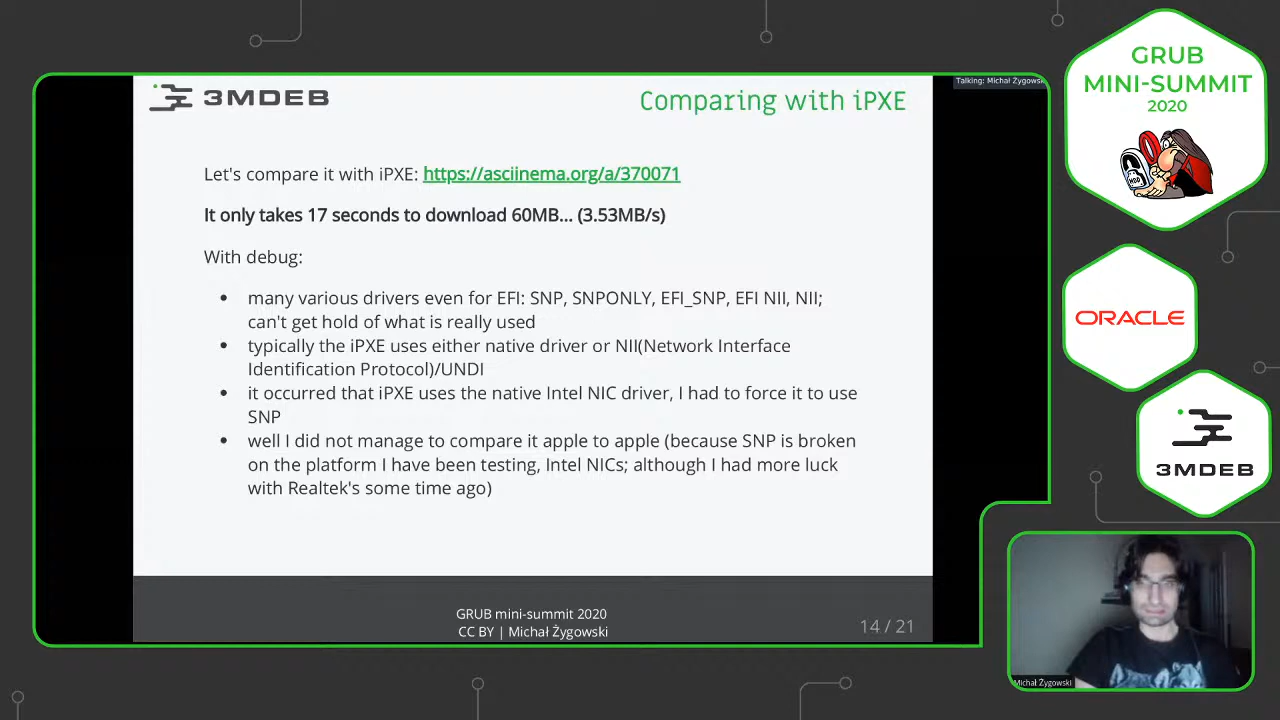 3MDEB
Comparing with iPXE
Talking: Michał Żygowsk
Let's compare it with iPXE: https://asciinema.org/a/370071
It only takes 17 seconds to download 60MB... (3.53MB/s)
With debug:
many various drivers even for EFI: SNP, SNPONLY, EFI_SNP, EFI NII, NII;
can't get hold of what is really used
typically the iPXE uses either native driver or NII(Network Interface
Identification Protocol)/UNDI
it occurred that iPXE uses the native Intel NIC driver, I had to force it to use
SNP
well I did not manage to compare it apple to apple (because SNP is broken
on the platform I have been testing, Intel NICs; although I had more luck
with Realtek's some time ago)
GRUB mini-summit 2020
CC BY | Michał Żygowski
14 / 21
GRUB
MINI-SUMMIT
2020
ORACLE
3MDEB
Michał Żygowski